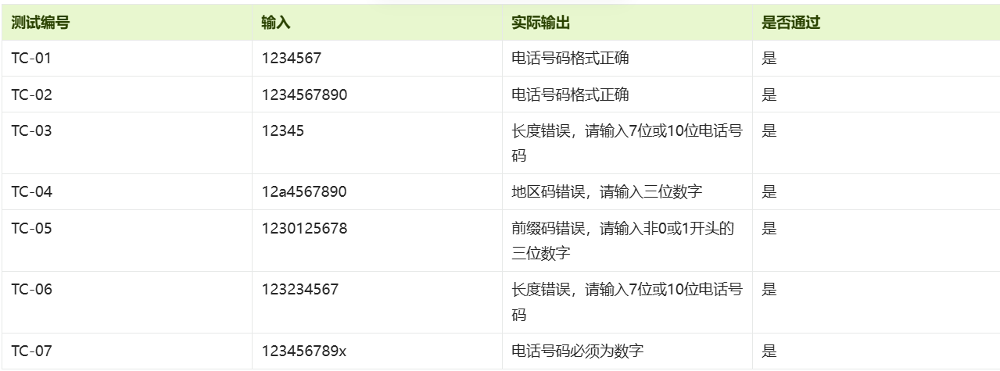 测试编号 输入 实际输出 是否通过
TC-01 1234567 电话号码格式正确 是
TC-02 1234567890 电话号码格式正确 是
TC-03 12345 长度错误，请输入7位或10位电话号 是
码
TC-04 12a4567890 地区码错误，请输入三位数字 是
TC-05 1230125678 前缀码错误，请输入非0或1开头的 是
三位数字
TC-06 123234567 长度错误，请输入7位或10位电话号 是
码
TC-07 123456789x 电话号码必须为数字 是